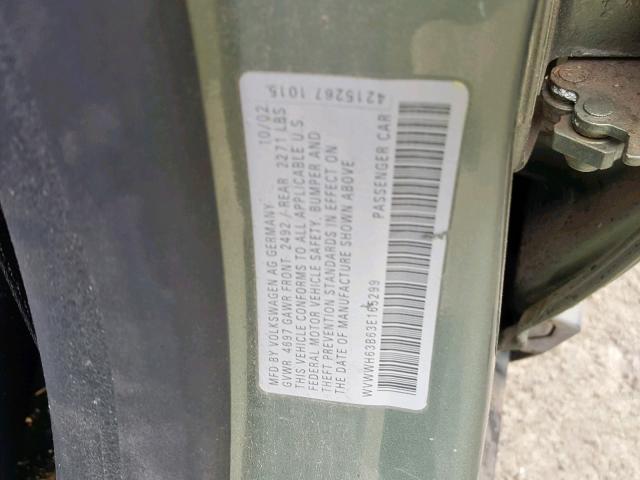 MFD BY VOLKSWAGEN AG GERMANY 10/02
GVWR 4697 GAWR FRONT 2492 / REAR 2271 LBS
THIS VEHICLE CONFORMS TO ALL APPLICABLE U.S.
FEDERAL MOTOR VEHICLE SAFETY, BUMPER AND
THEFT PREVENTION STANDARDS IN EFFECT ON
THE DATE OF MANUFACTURE SHOWN ABOVE
WVWWH63B63E165299 PASSENGER CAR
4215267 1015